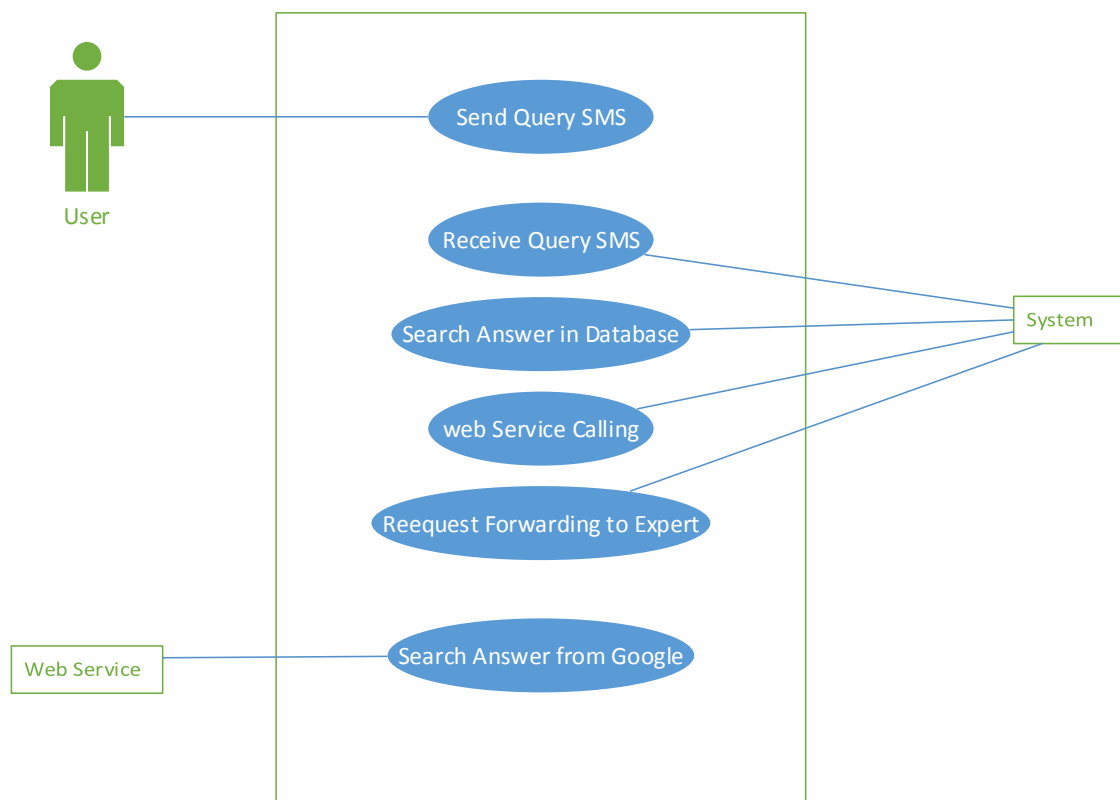 Send Query SMS
User
Receive Query SMS
System
Search Answer in Database
web Service Calling
Reequest Forwarding to Expert
Search Answer from Google
Web Service